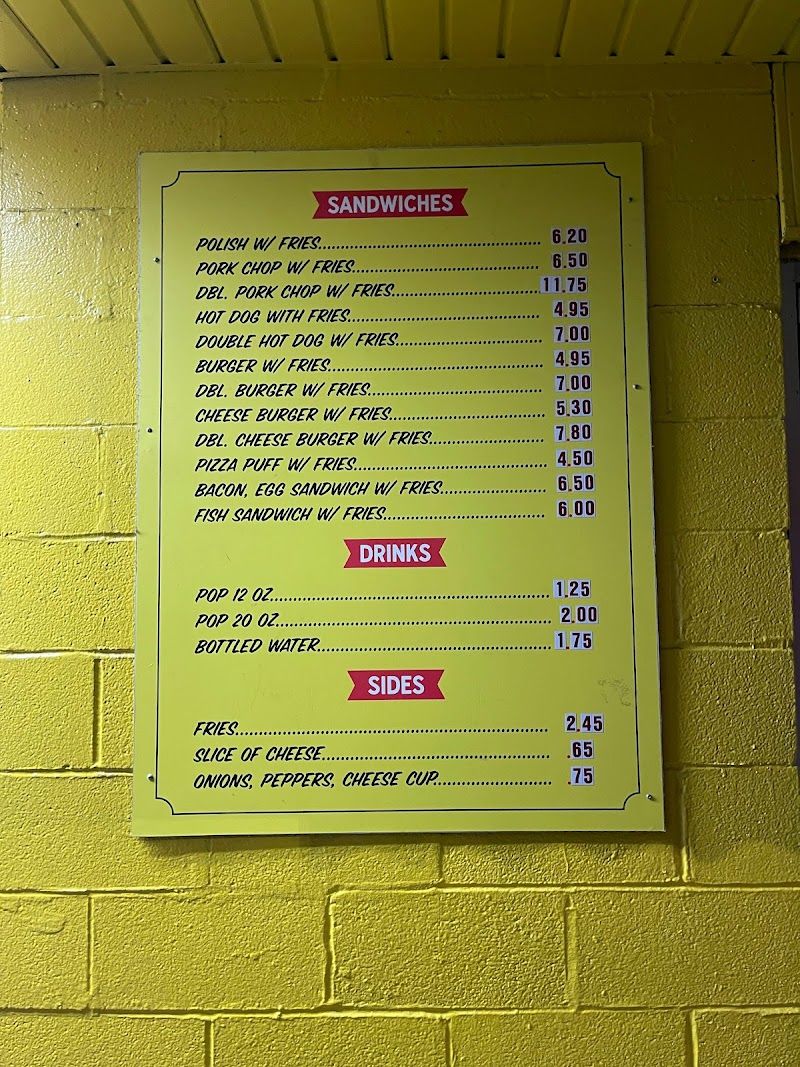 SANDWICHES
POLISH W/ FRIES 6.20
PORK CHOP W/ FRIES 6.50
DBL. PORK CHOP W/ FRIES 11.75
HOT DOG WITH FRIES 4.95
DOUBLE HOT DOG W/ FRIES 7.00
BURGER W/ FRIES 4.95
DBL. BURGER W/ FRIES 7.00
CHEESE BURGER W/ FRIES 5.30
DBL. CHEESE BURGER W/ FRIES 7.80
PIZZA PUFF W/ FRIES 4.50
BACON, EGG SANDWICH W/ FRIES 6.50
FISH SANDWICH W/ FRIES 6.00
DRINKS
POP 12 OZ 1.25
POP 20 OZ 2.00
BOTTLED WATER 1.75
SIDES
FRIES 2.45
SLICE OF CHEESE .65
ONIONS, PEPPERS, CHEESE CUP .75